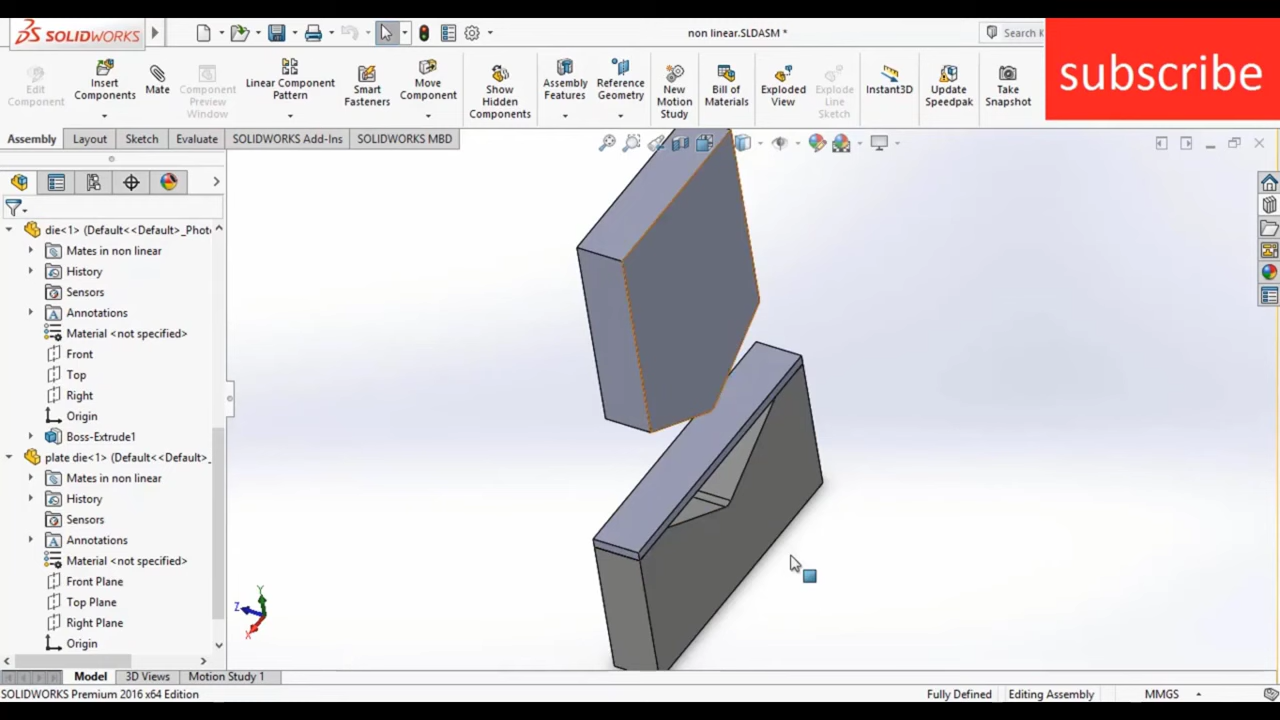 SOLIDWORKS
non linear.SLDASM *
Search K
subscribe
Edit Component
Insert Components
Mate
Component Preview Window
Linear Component Pattern
Smart Fasteners
Move Component
Show Hidden Components
Assembly Features
Reference Geometry
New Motion Study
Bill of Materials
Exploded View
Explode Line Sketch
Instant3D
Update Speedpak
Take Snapshot
Assembly
Layout
Sketch
Evaluate
SOLIDWORKS Add-Ins
SOLIDWORKS MBD
die<1> (Default<<Default>_Phot
Mates in non linear
History
Sensors
Annotations
Material <not specified>
Front
Top
Right
Origin
Boss-Extrude1
plate die<1> (Default<<Default>_
Mates in non linear
History
Sensors
Annotations
Material <not specified>
Front Plane
Top Plane
Right Plane
Origin
Y
Z
X
Model
3D Views
Motion Study 1
SOLIDWORKS Premium 2016 x64 Edition
Fully Defined
Editing Assembly
MMGS